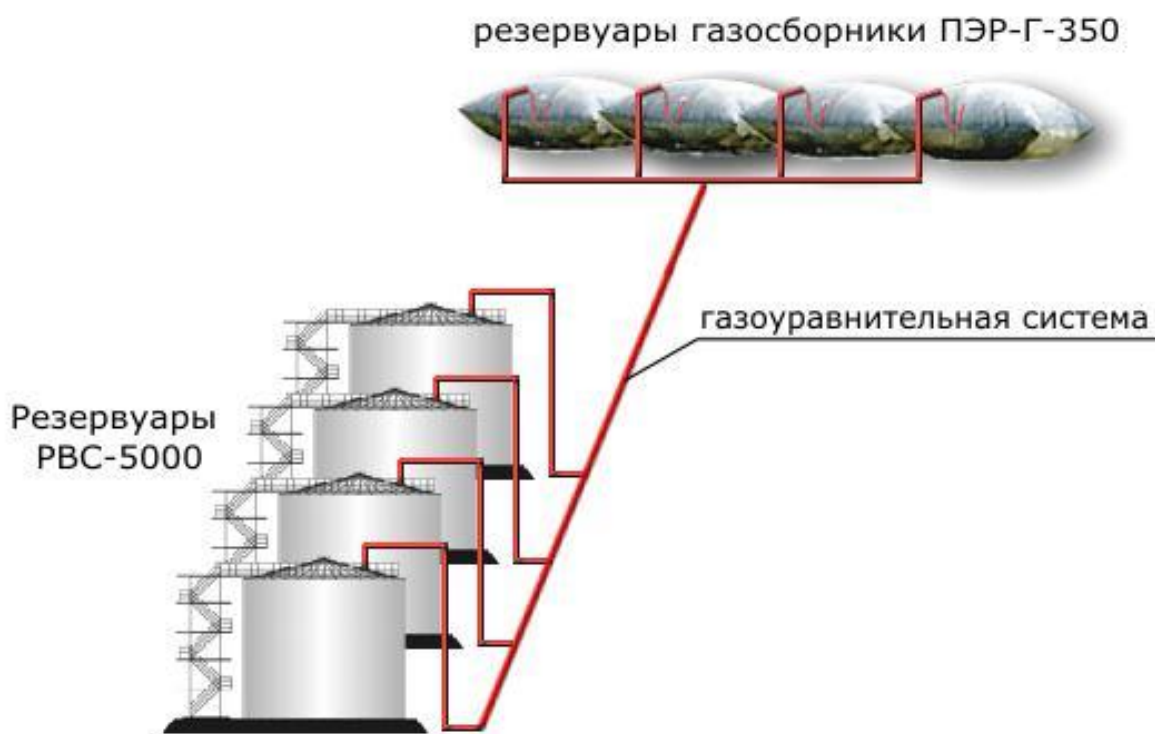 резервуары газосборники ПЭР-Г-350
газоуравнительная система
Резервуары
РВС-5000